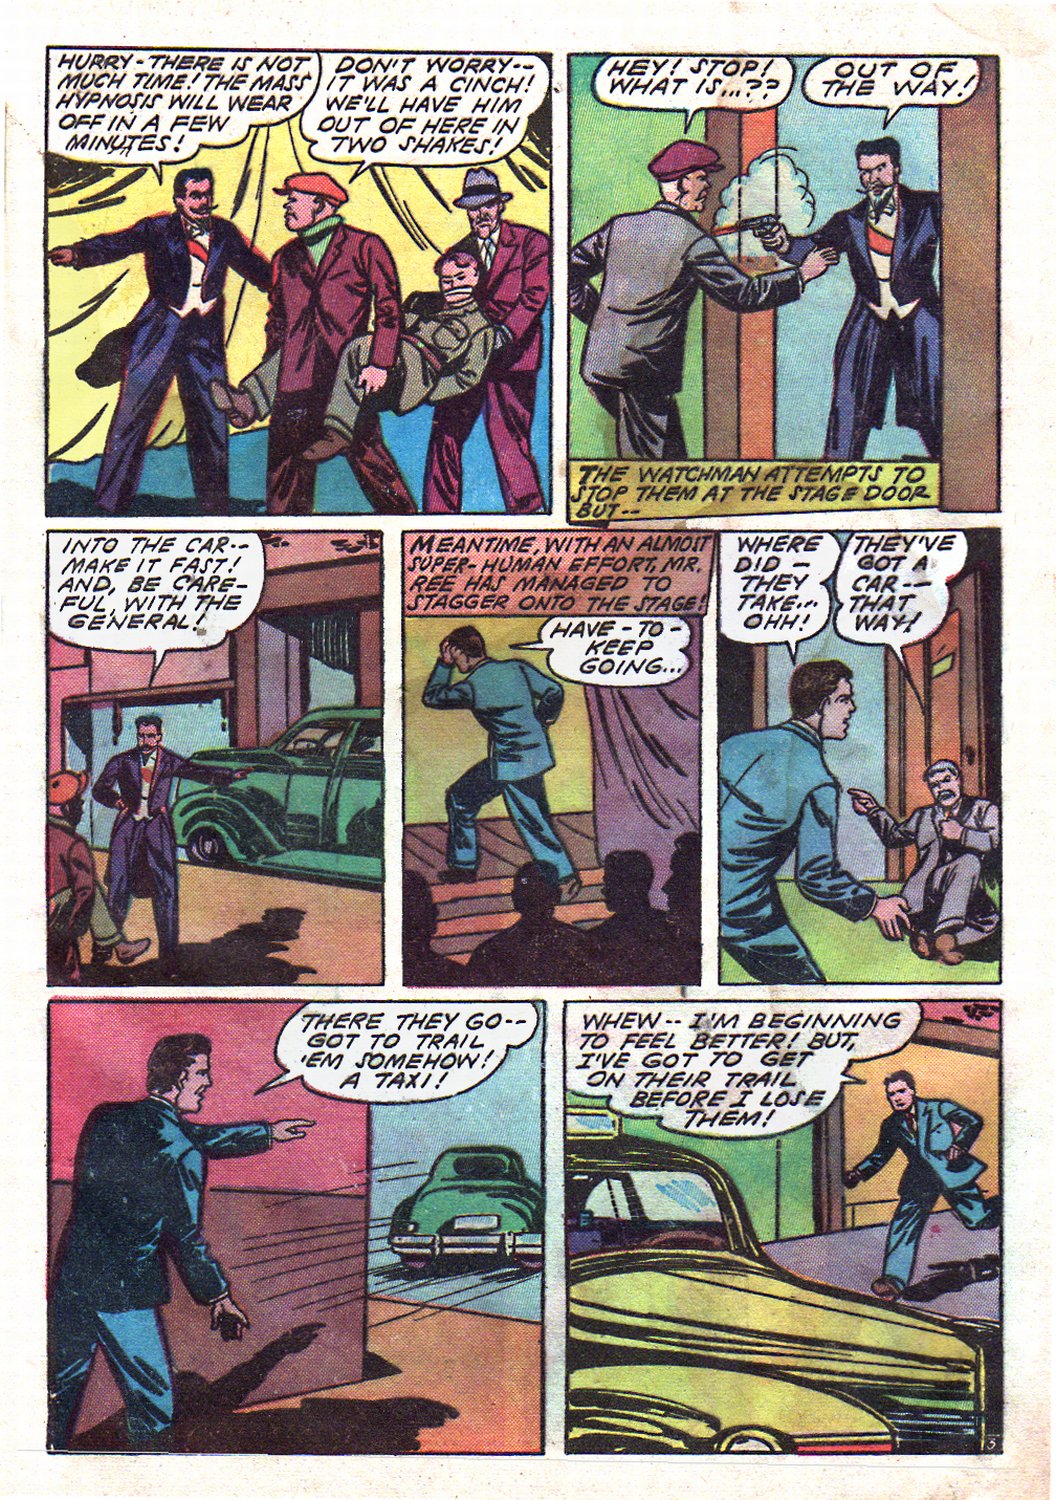 HURRY-THERE IS NOT
MUCH TIME! THE MASS
HYPNOSIS WILL WEAR
OFF IN A FEW
MINUTES!
DON'T WORRY--
IT WAS A CINCH!
WE'LL HAVE HIM
OUT OF HERE IN
TWO SHAKES!
HEY! STOP!
WHAT IS...??
OUT OF
THE WAY!
THE WATCHMAN ATTEMPTS TO
STOP THEM AT THE STAGE DOOR
BUT--
INTO THE CAR--
MAKE IT FAST!
AND, BE CARE-
FUL, WITH THE
GENERAL!
MEANTIME, WITH AN ALMOST
SUPER-HUMAN EFFORT, MR.
REE HAS MANAGED TO
STAGGER ONTO THE STAGE!
HAVE-TO-
KEEP
GOING...
WHERE
DID-
THEY
TAKE...
OHH!
THEY'VE
GOT A
CAR--
THAT
WAY!
THERE THEY GO--
GOT TO TRAIL
'EM SOMEHOW!
A TAXI!
WHEW-- I'M BEGINNING
TO FEEL BETTER! BUT,
I'VE GOT TO GET
ON THEIR TRAIL
BEFORE I LOSE
THEM!
3